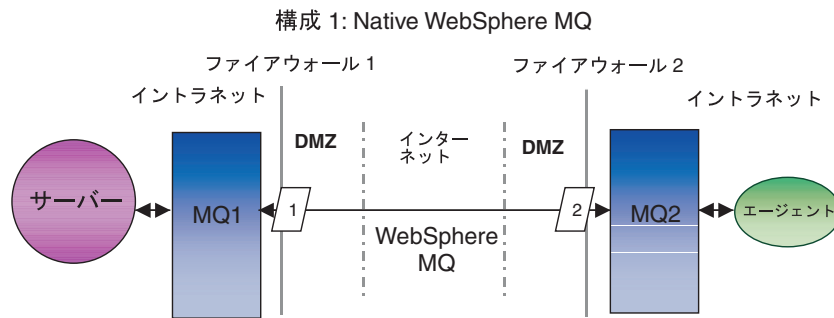 構成 1: Native WebSphere MQ
ファイアウォール 1
ファイアウォール 2
イントラネット
イントラネット
DMZ
インター
ネット
DMZ
サーバー
MQ1
1
2
MQ2
エージェント
WebSphere
MQ